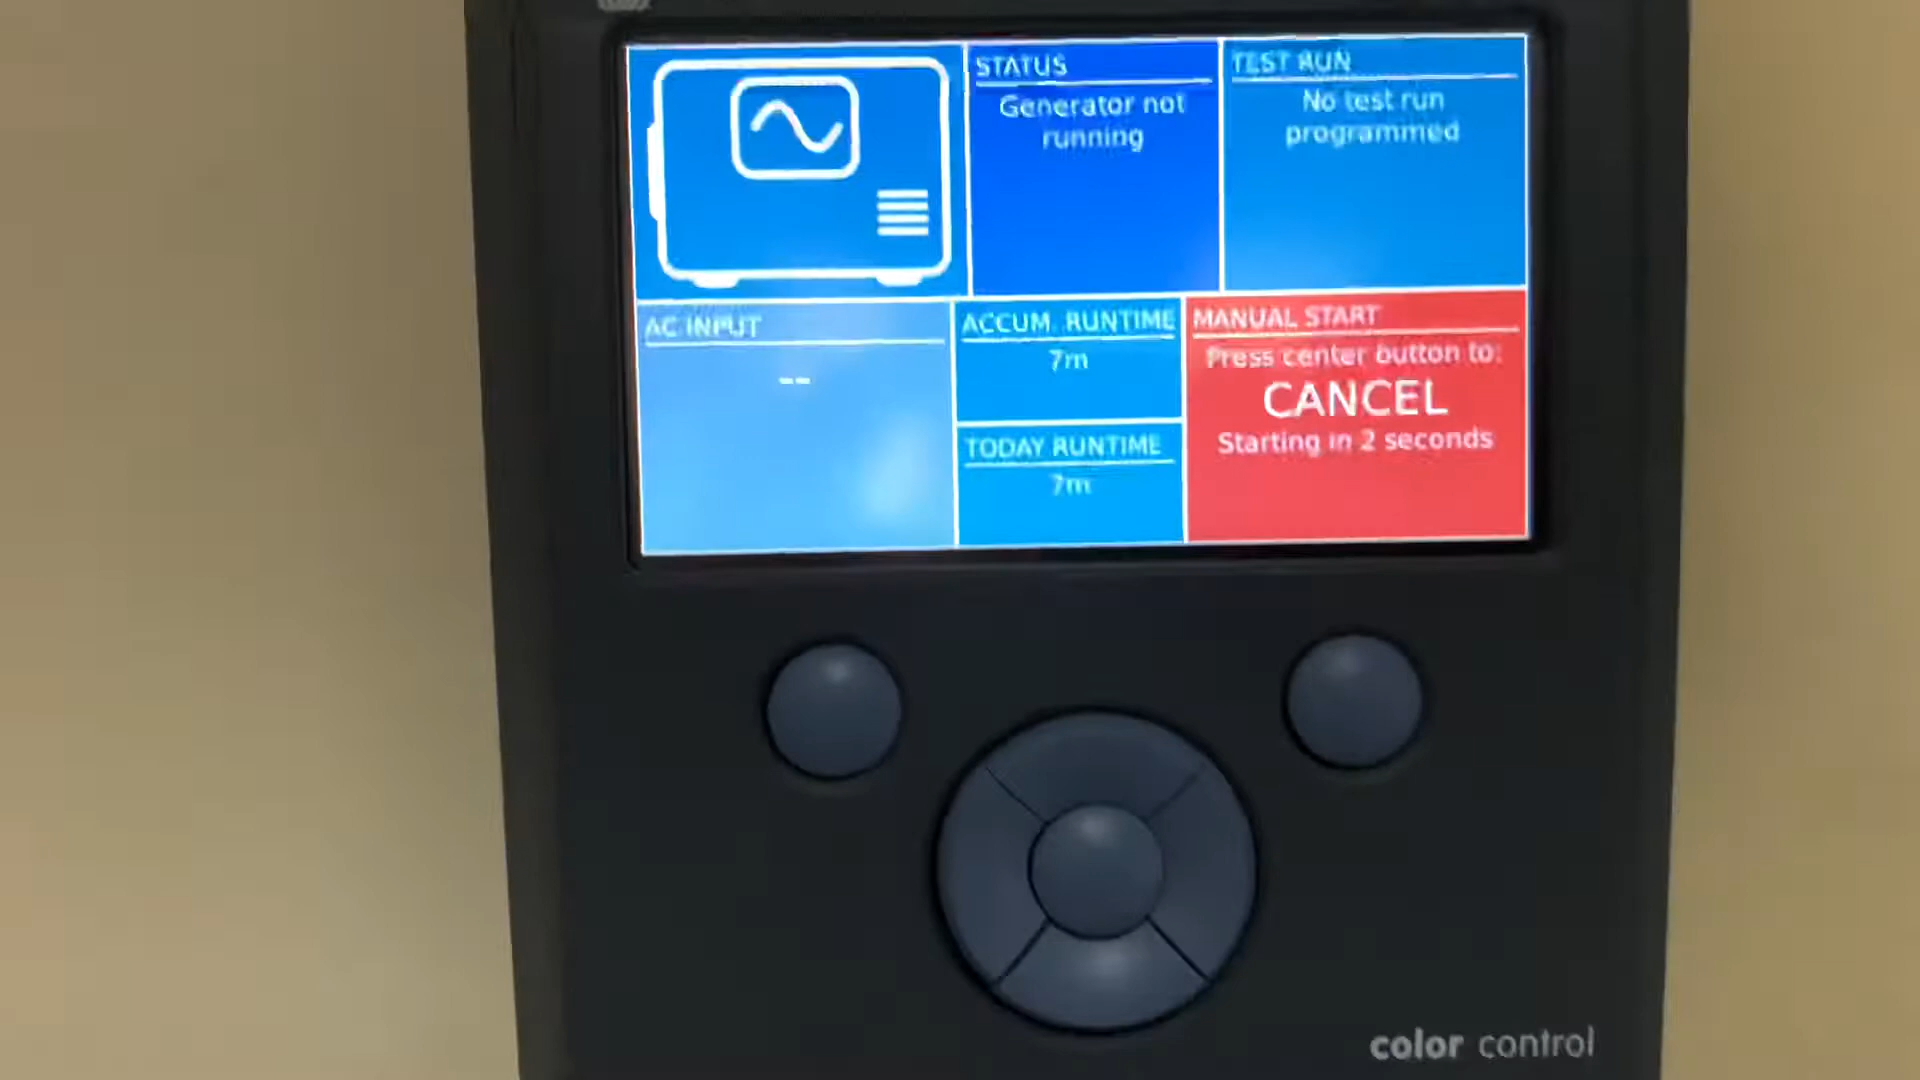 STATUS
Generator not
running
TEST RUN
No test run
programmed
AC INPUT
--
ACCUM. RUNTIME
7m
TODAY RUNTIME
7m
MANUAL START
Press center button to:
CANCEL
Starting in 2 seconds
color control